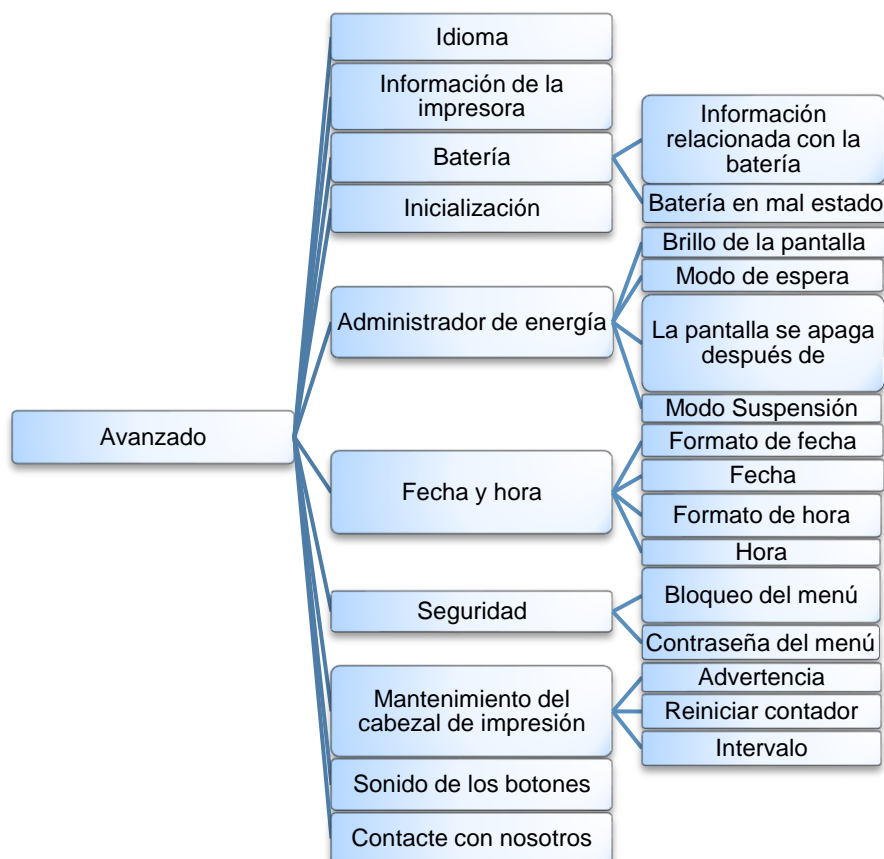 Avanzado
Idioma
Información de la
impresora
Batería
Información
relacionada con la
batería
Batería en mal estado
Inicialización
Administrador de energía
Brillo de la pantalla
Modo de espera
La pantalla se apaga
después de
Modo Suspensión
Fecha y hora
Formato de fecha
Fecha
Formato de hora
Hora
Seguridad
Bloqueo del menú
Contraseña del menú
Mantenimiento del
cabezal de impresión
Advertencia
Reiniciar contador
Intervalo
Sonido de los botones
Contacte con nosotros